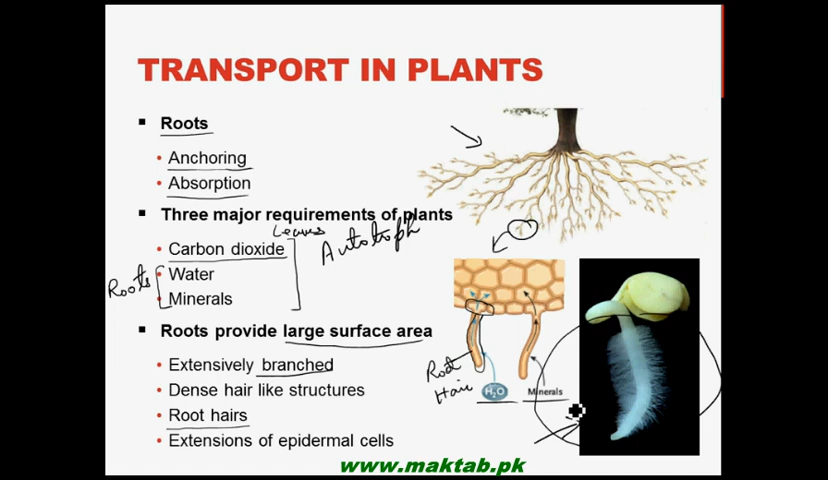 TRANSPORT IN PLANTS
Roots
Anchoring
Absorption
Three major requirements of plants
Leaves
Carbon dioxide
Autotroph
Roots
Water
Minerals
Roots provide large surface area
Extensively branched
Dense hair like structures
Root hairs
Extensions of epidermal cells
Root
Hair
H₂O
Minerals
www.maktab.pk